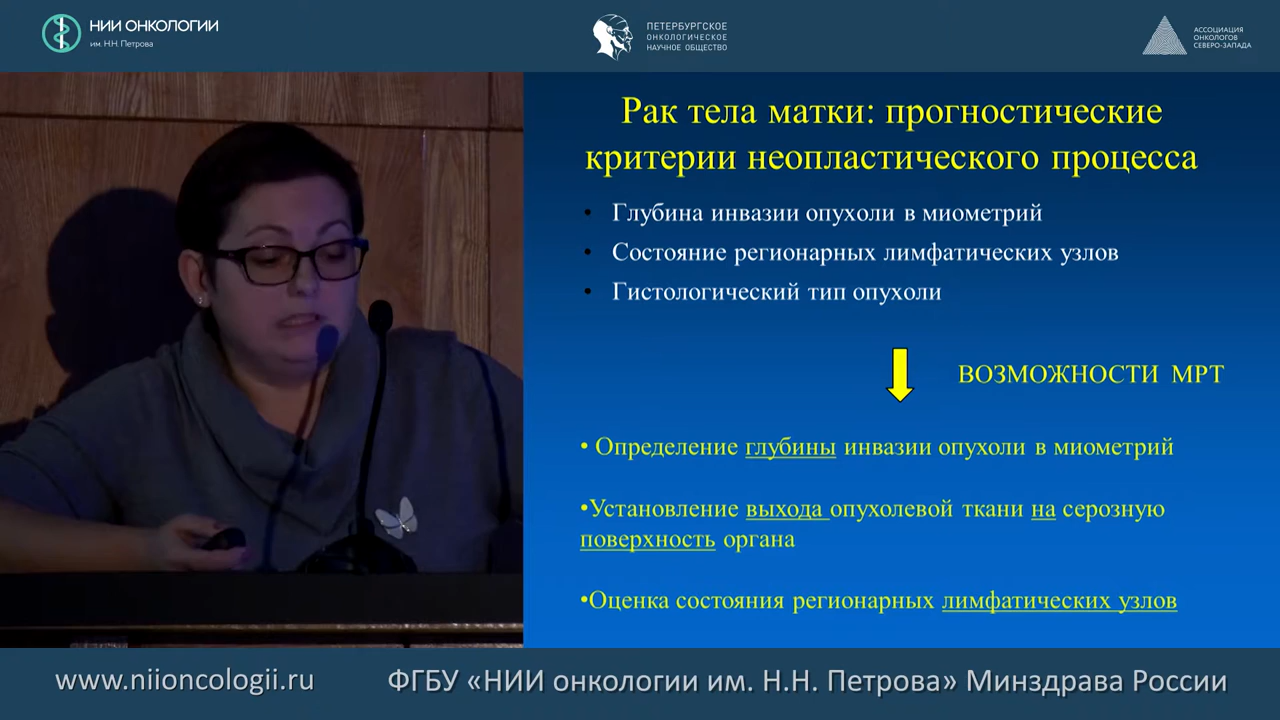 НИИ ОНКОЛОГИИ
им. Н.Н. Петрова
ПЕТЕРБУРГСКОЕ
ОНКОЛОГИЧЕСКОЕ
НАУЧНОЕ ОБЩЕСТВО
АССОЦИАЦИЯ
ОНКОЛОГОВ
СЕВЕРО-ЗАПАДА
Рак тела матки: прогностические
критерии неопластического процесса
• Глубина инвазии опухоли в миометрий
• Состояние регионарных лимфатических узлов
• Гистологический тип опухоли
ВОЗМОЖНОСТИ МРТ
• Определение глубины инвазии опухоли в миометрий
•Установление выхода опухолевой ткани на серозную
поверхность органа
•Оценка состояния регионарных лимфатических узлов
www.niioncologii.ru
ФГБУ «НИИ онкологии им. Н.Н. Петрова» Минздрава России